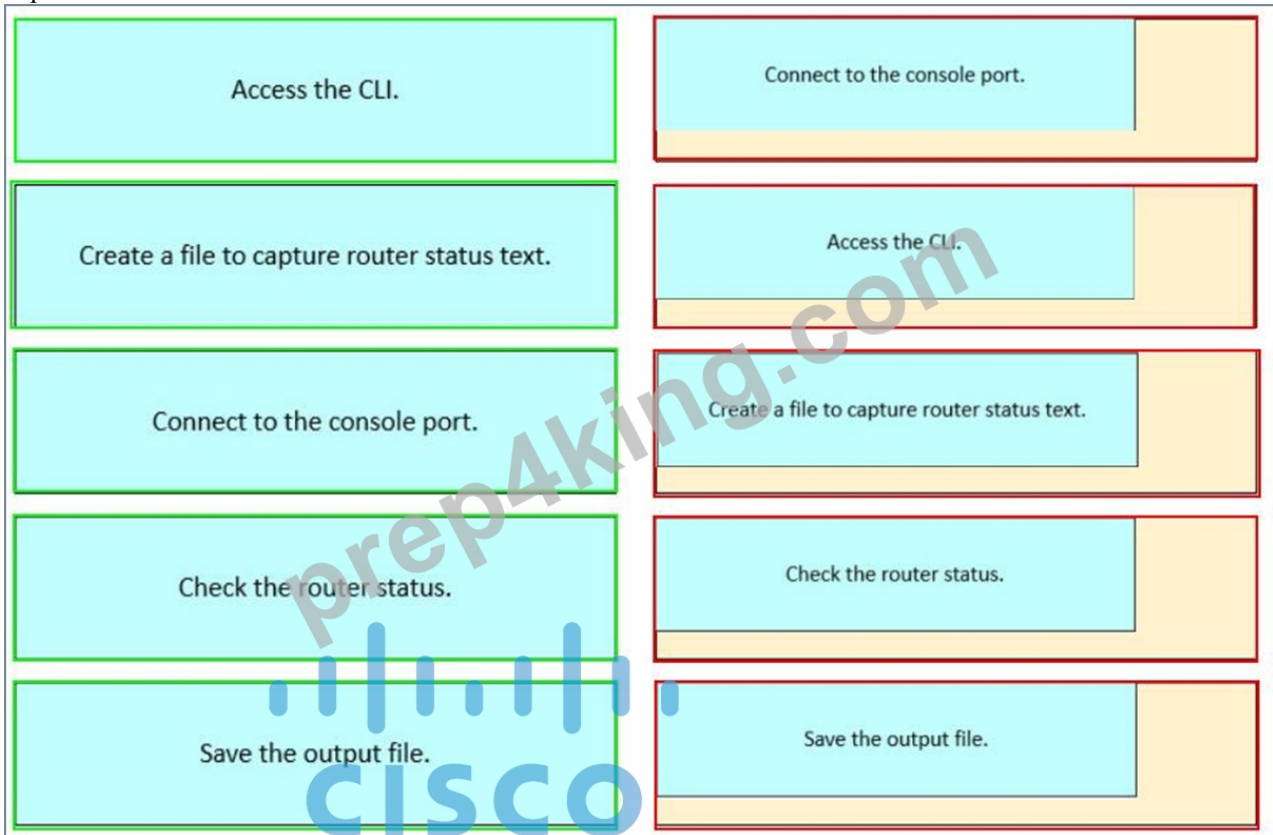 Access the CLI.
Connect to the console port.
Create a file to capture router status text.
Access the CLI.
Connect to the console port.
Create a file to capture router status text.
Check the router status.
Check the router status.
Save the output file.
Save the output file.
prep4king.com
CISCO